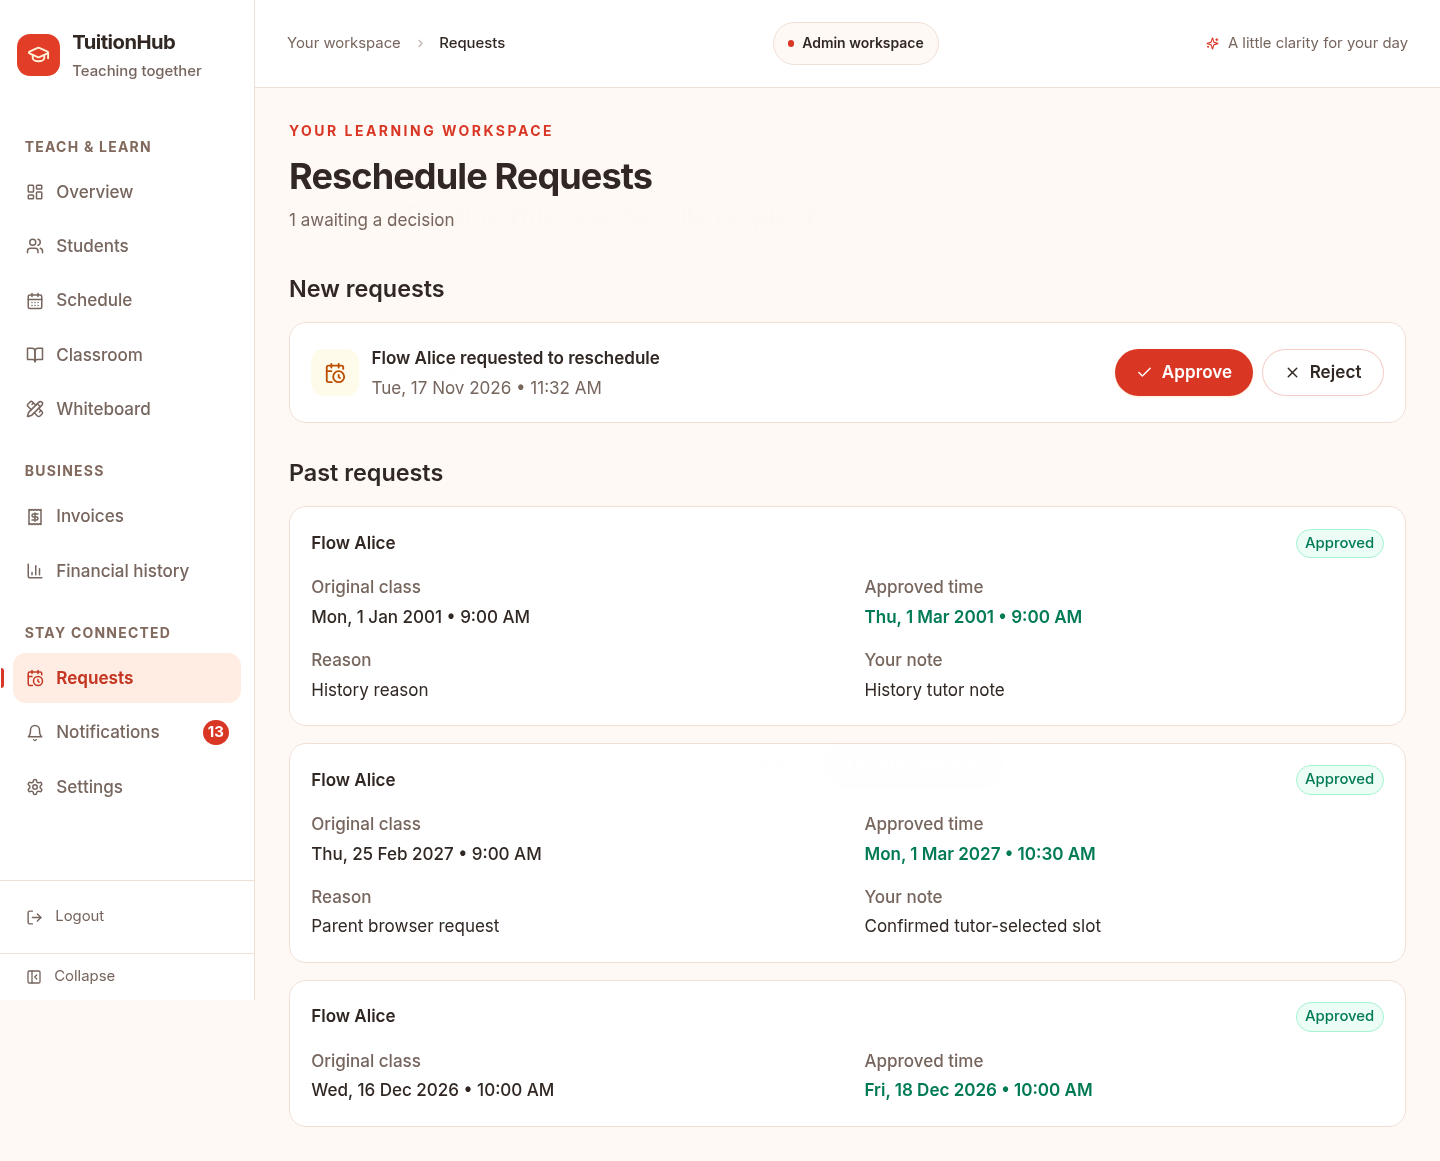 TuitionHub
Teaching together
TEACH & LEARN
Overview
Students
Schedule
Classroom
Whiteboard
BUSINESS
Invoices
Financial history
STAY CONNECTED
Requests
Notifications 13
Settings
Logout
Collapse
Your workspace › Requests
Admin workspace
A little clarity for your day
YOUR LEARNING WORKSPACE
Reschedule Requests
1 awaiting a decision
New requests
Flow Alice requested to reschedule
Tue, 17 Nov 2026 • 11:32 AM
Approve
Reject
Past requests
Flow Alice
Approved
Original class
Mon, 1 Jan 2001 • 9:00 AM
Approved time
Thu, 1 Mar 2001 • 9:00 AM
Reason
History reason
Your note
History tutor note
Flow Alice
Approved
Original class
Thu, 25 Feb 2027 • 9:00 AM
Approved time
Mon, 1 Mar 2027 • 10:30 AM
Reason
Parent browser request
Your note
Confirmed tutor-selected slot
Flow Alice
Approved
Original class
Wed, 16 Dec 2026 • 10:00 AM
Approved time
Fri, 18 Dec 2026 • 10:00 AM